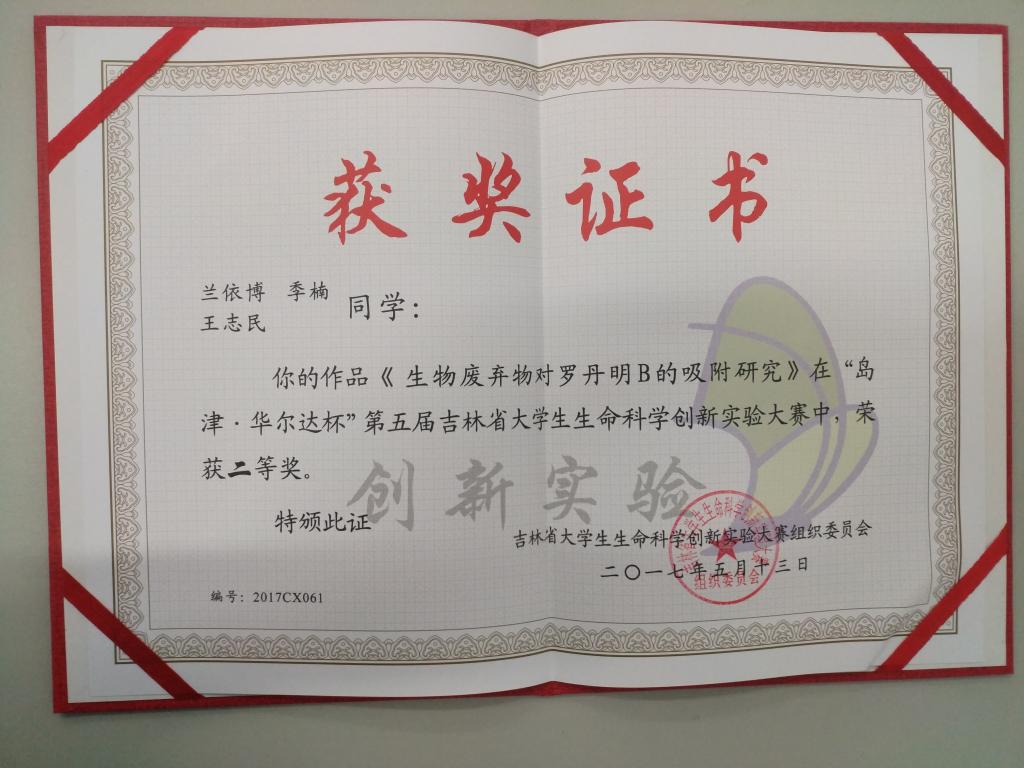 获奖证书
兰依博 季楠
王志民
同学：
你的作品《生物废弃物对罗丹明B的吸附研究》在“岛
津·华尔达杯”第五届吉林省大学生生命科学创新实验大赛中，荣
获二等奖。
创新实验
特颁此证
吉林省大学生生命科学创新实验大赛组织委员会
二〇一七年五月十三日
组织委员会
编号：2017CX061